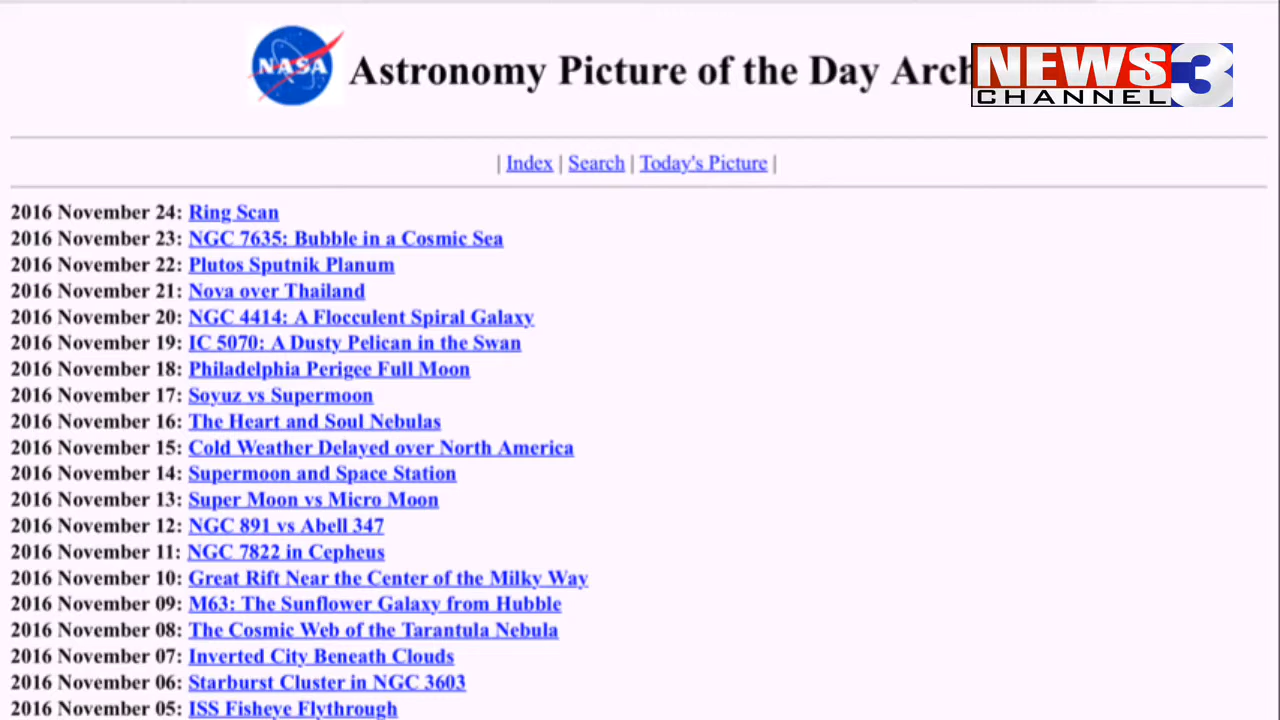 NASA
Astronomy Picture of the Day Arch
NEWS 3
CHANNEL
| Index | Search | Today's Picture |
2016 November 24: Ring Scan
2016 November 23: NGC 7635: Bubble in a Cosmic Sea
2016 November 22: Plutos Sputnik Planum
2016 November 21: Nova over Thailand
2016 November 20: NGC 4414: A Flocculent Spiral Galaxy
2016 November 19: IC 5070: A Dusty Pelican in the Swan
2016 November 18: Philadelphia Perigee Full Moon
2016 November 17: Soyuz vs Supermoon
2016 November 16: The Heart and Soul Nebulas
2016 November 15: Cold Weather Delayed over North America
2016 November 14: Supermoon and Space Station
2016 November 13: Super Moon vs Micro Moon
2016 November 12: NGC 891 vs Abell 347
2016 November 11: NGC 7822 in Cepheus
2016 November 10: Great Rift Near the Center of the Milky Way
2016 November 09: M63: The Sunflower Galaxy from Hubble
2016 November 08: The Cosmic Web of the Tarantula Nebula
2016 November 07: Inverted City Beneath Clouds
2016 November 06: Starburst Cluster in NGC 3603
2016 November 05: ISS Fisheye Flythrough